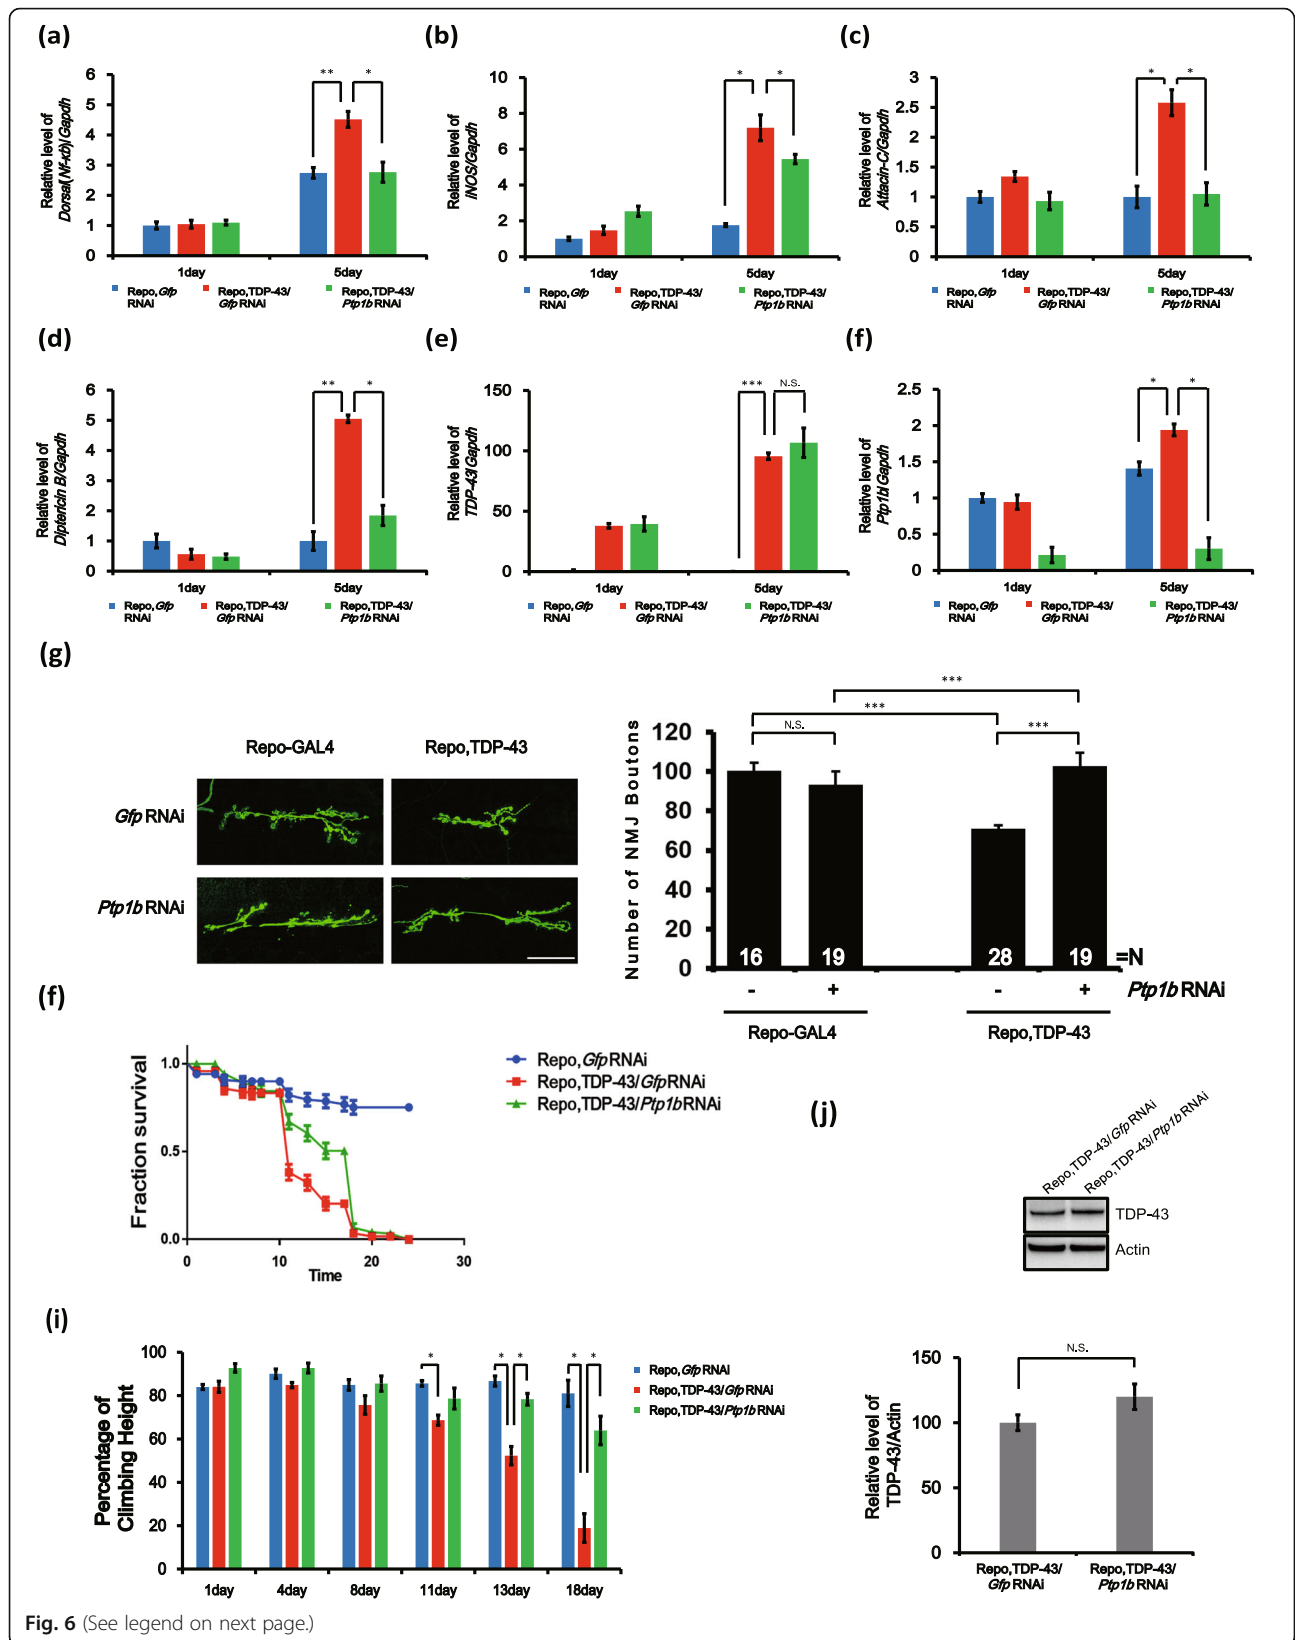 (a)
Relative level of
Dorsal(Nf-kb)/Gapdh
6
5
4
3
2
1
0
**
*
1day
5day
Repo,Gfp RNAi
Repo,TDP-43/ Gfp RNAi
Repo,TDP-43/ Ptp1b RNAi
(b)
Relative level of
iNOS/Gapdh
10
8
6
4
2
0
*
*
1day
5day
Repo,Gfp RNAi
Repo,TDP-43/ Gfp RNAi
Repo,TDP-43/ Ptp1b RNAi
(c)
Relative level of
Attacin-C/Gapdh
3
2.5
2
1.5
1
0.5
0
*
*
1day
5day
Repo,Gfp RNAi
Repo,TDP-43/ Gfp RNAi
Repo,TDP-43/ Ptp1b RNAi
(d)
Relative level of
Diptericin B/Gapdh
6
5
4
3
2
1
0
**
*
1day
5day
Repo,Gfp RNAi
Repo,TDP-43/ Gfp RNAi
Repo,TDP-43/ Ptp1b RNAi
(e)
Relative level of
TDP-43/Gapdh
150
100
50
0
***
N.S.
1day
5day
Repo,Gfp RNAi
Repo,TDP-43/ Gfp RNAi
Repo,TDP-43/ Ptp1b RNAi
(f)
Relative level of
Ptp1b/Gapdh
2.5
2
1.5
1
0.5
0
*
*
1day
5day
Repo,Gfp RNAi
Repo,TDP-43/ Gfp RNAi
Repo,TDP-43/ Ptp1b RNAi
(g)
Repo-GAL4
Repo,TDP-43
Gfp RNAi
Ptp1b RNAi
Number of NMJ Boutons
120
100
80
60
40
20
0
***
***
N.S.
***
16
19
28
19
=N
-
+
-
+
Ptp1b RNAi
Repo-GAL4
Repo,TDP-43
(f)
Fraction survival
1.0
0.5
0.0
0
10
20
30
Time
Repo,Gfp RNAi
Repo,TDP-43/Gfp RNAi
Repo,TDP-43/Ptp1b RNAi
(j)
Repo,TDP-43/Gfp RNAi
Repo,TDP-43/Ptp1b RNAi
TDP-43
Actin
(i)
Percentage of
Climbing Height
100
80
60
40
20
0
*
*
*
*
*
1day
4day
8day
11day
13day
18day
Repo,Gfp RNAi
Repo,TDP-43/Gfp RNAi
Repo,TDP-43/Ptp1b RNAi
Relative level of
TDP-43/Actin
150
100
50
0
N.S.
Repo,TDP-43/
Gfp RNAi
Repo,TDP-43/
Ptp1b RNAi
Fig. 6 (See legend on next page.)